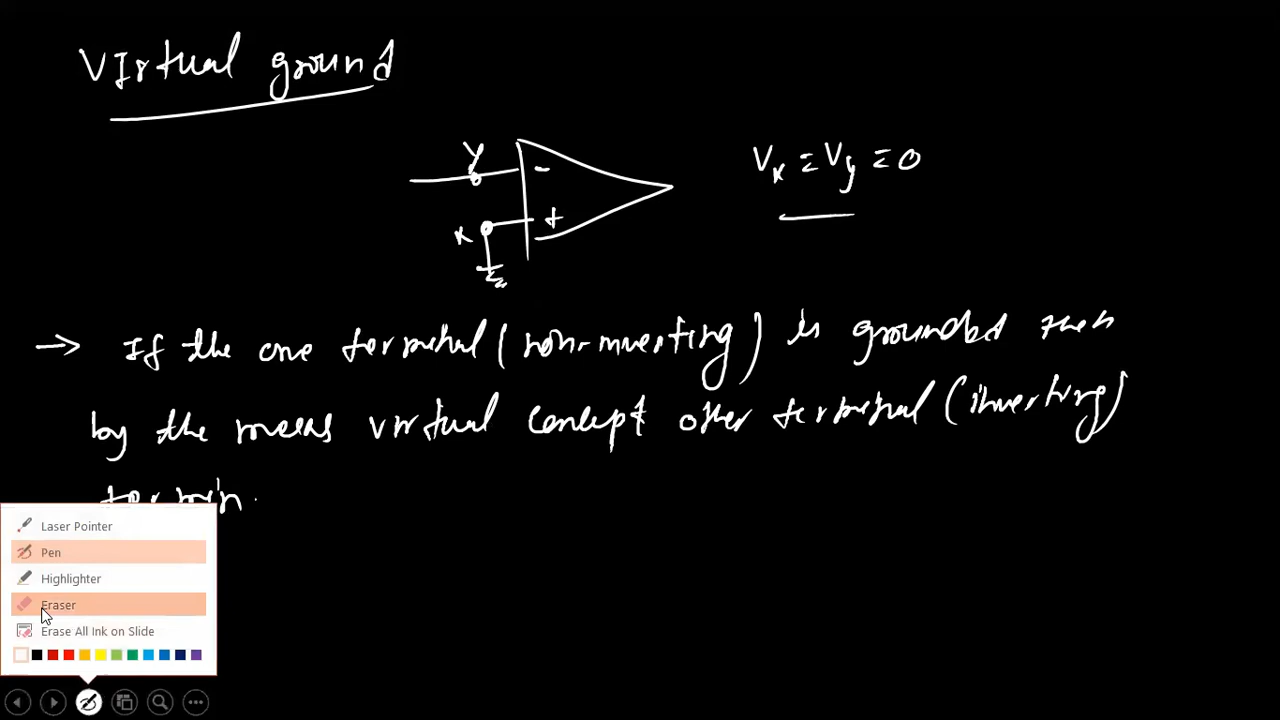 VIrtual ground
Y
-
Vx = Vy = 0
+
x
→ If the one terminal (non-inverting) is grounded then
by the means virtual concept other terminal (inverting)
termin
Laser Pointer
Pen
Highlighter
Eraser
Erase All Ink on Slide